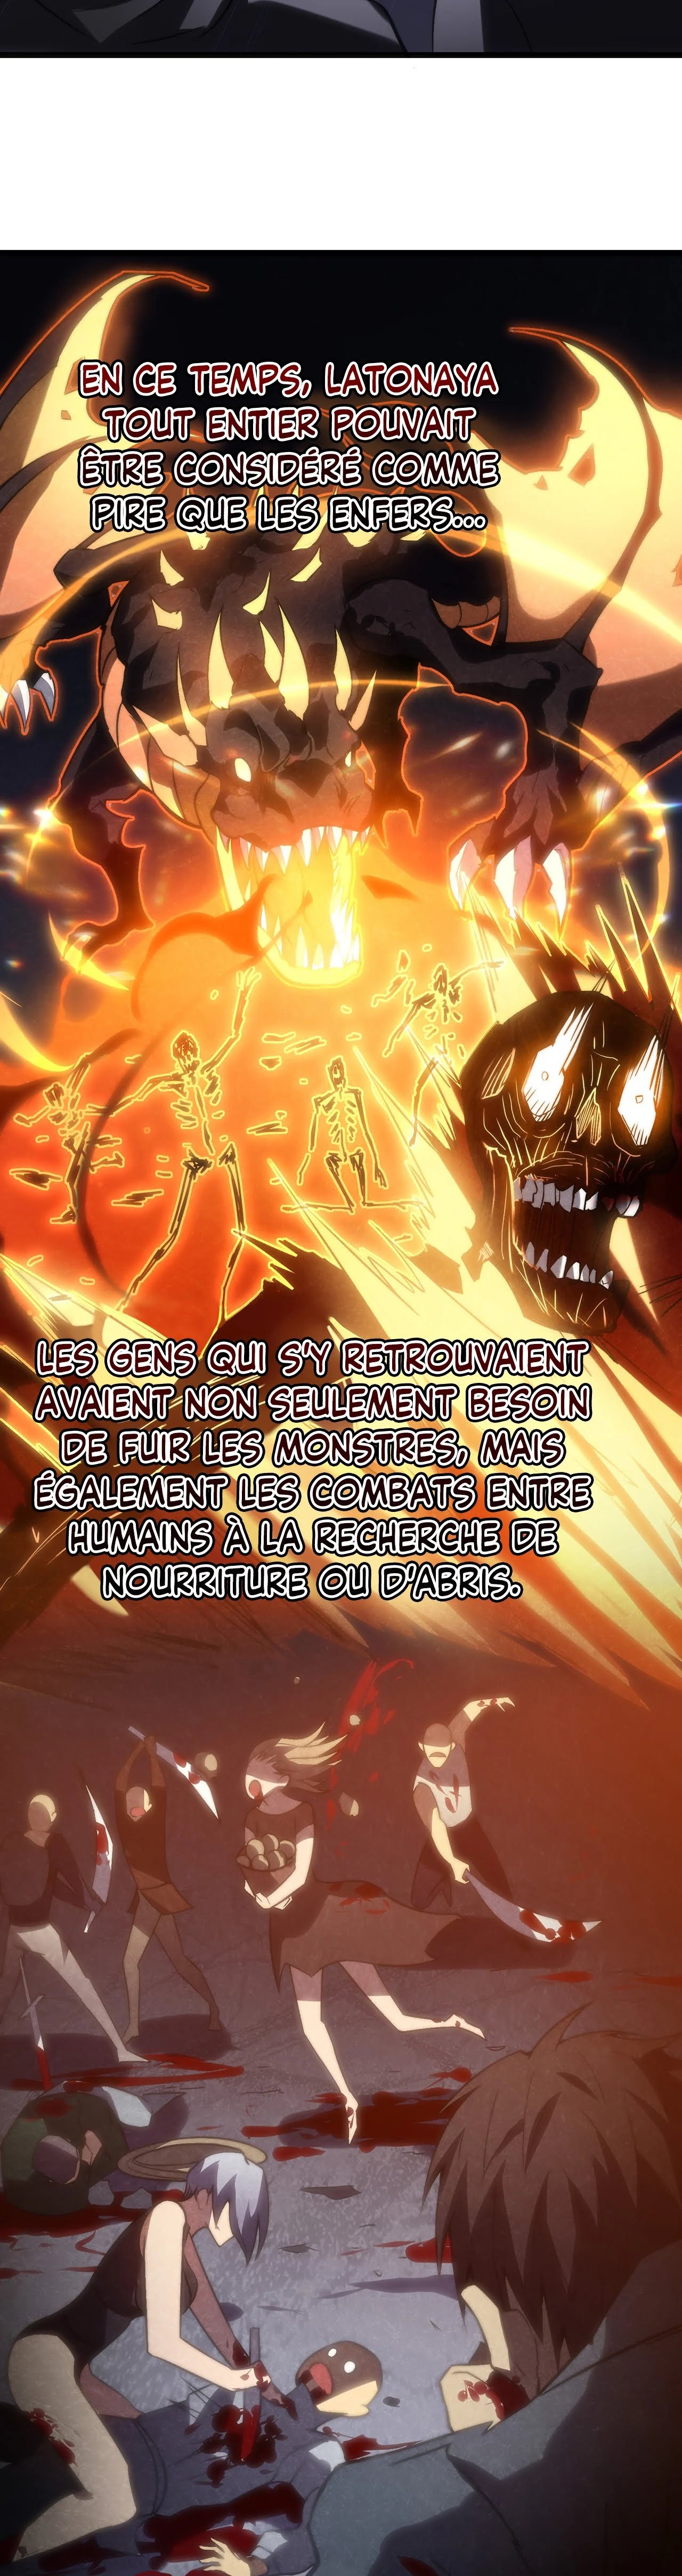 EN CE TEMPS, LATONAYA
TOUT ENTIER POUVAIT
ÊTRE CONSIDÉRÉ COMME
PIRE QUE LES ENFERS...
LES GENS QUI S'Y RETROUVAIENT
AVAIENT NON SEULEMENT BESOIN
DE FUIR LES MONSTRES, MAIS
ÉGALEMENT LES COMBATS ENTRE
HUMAINS À LA RECHERCHE DE
NOURRITURE OU D'ABRIS.